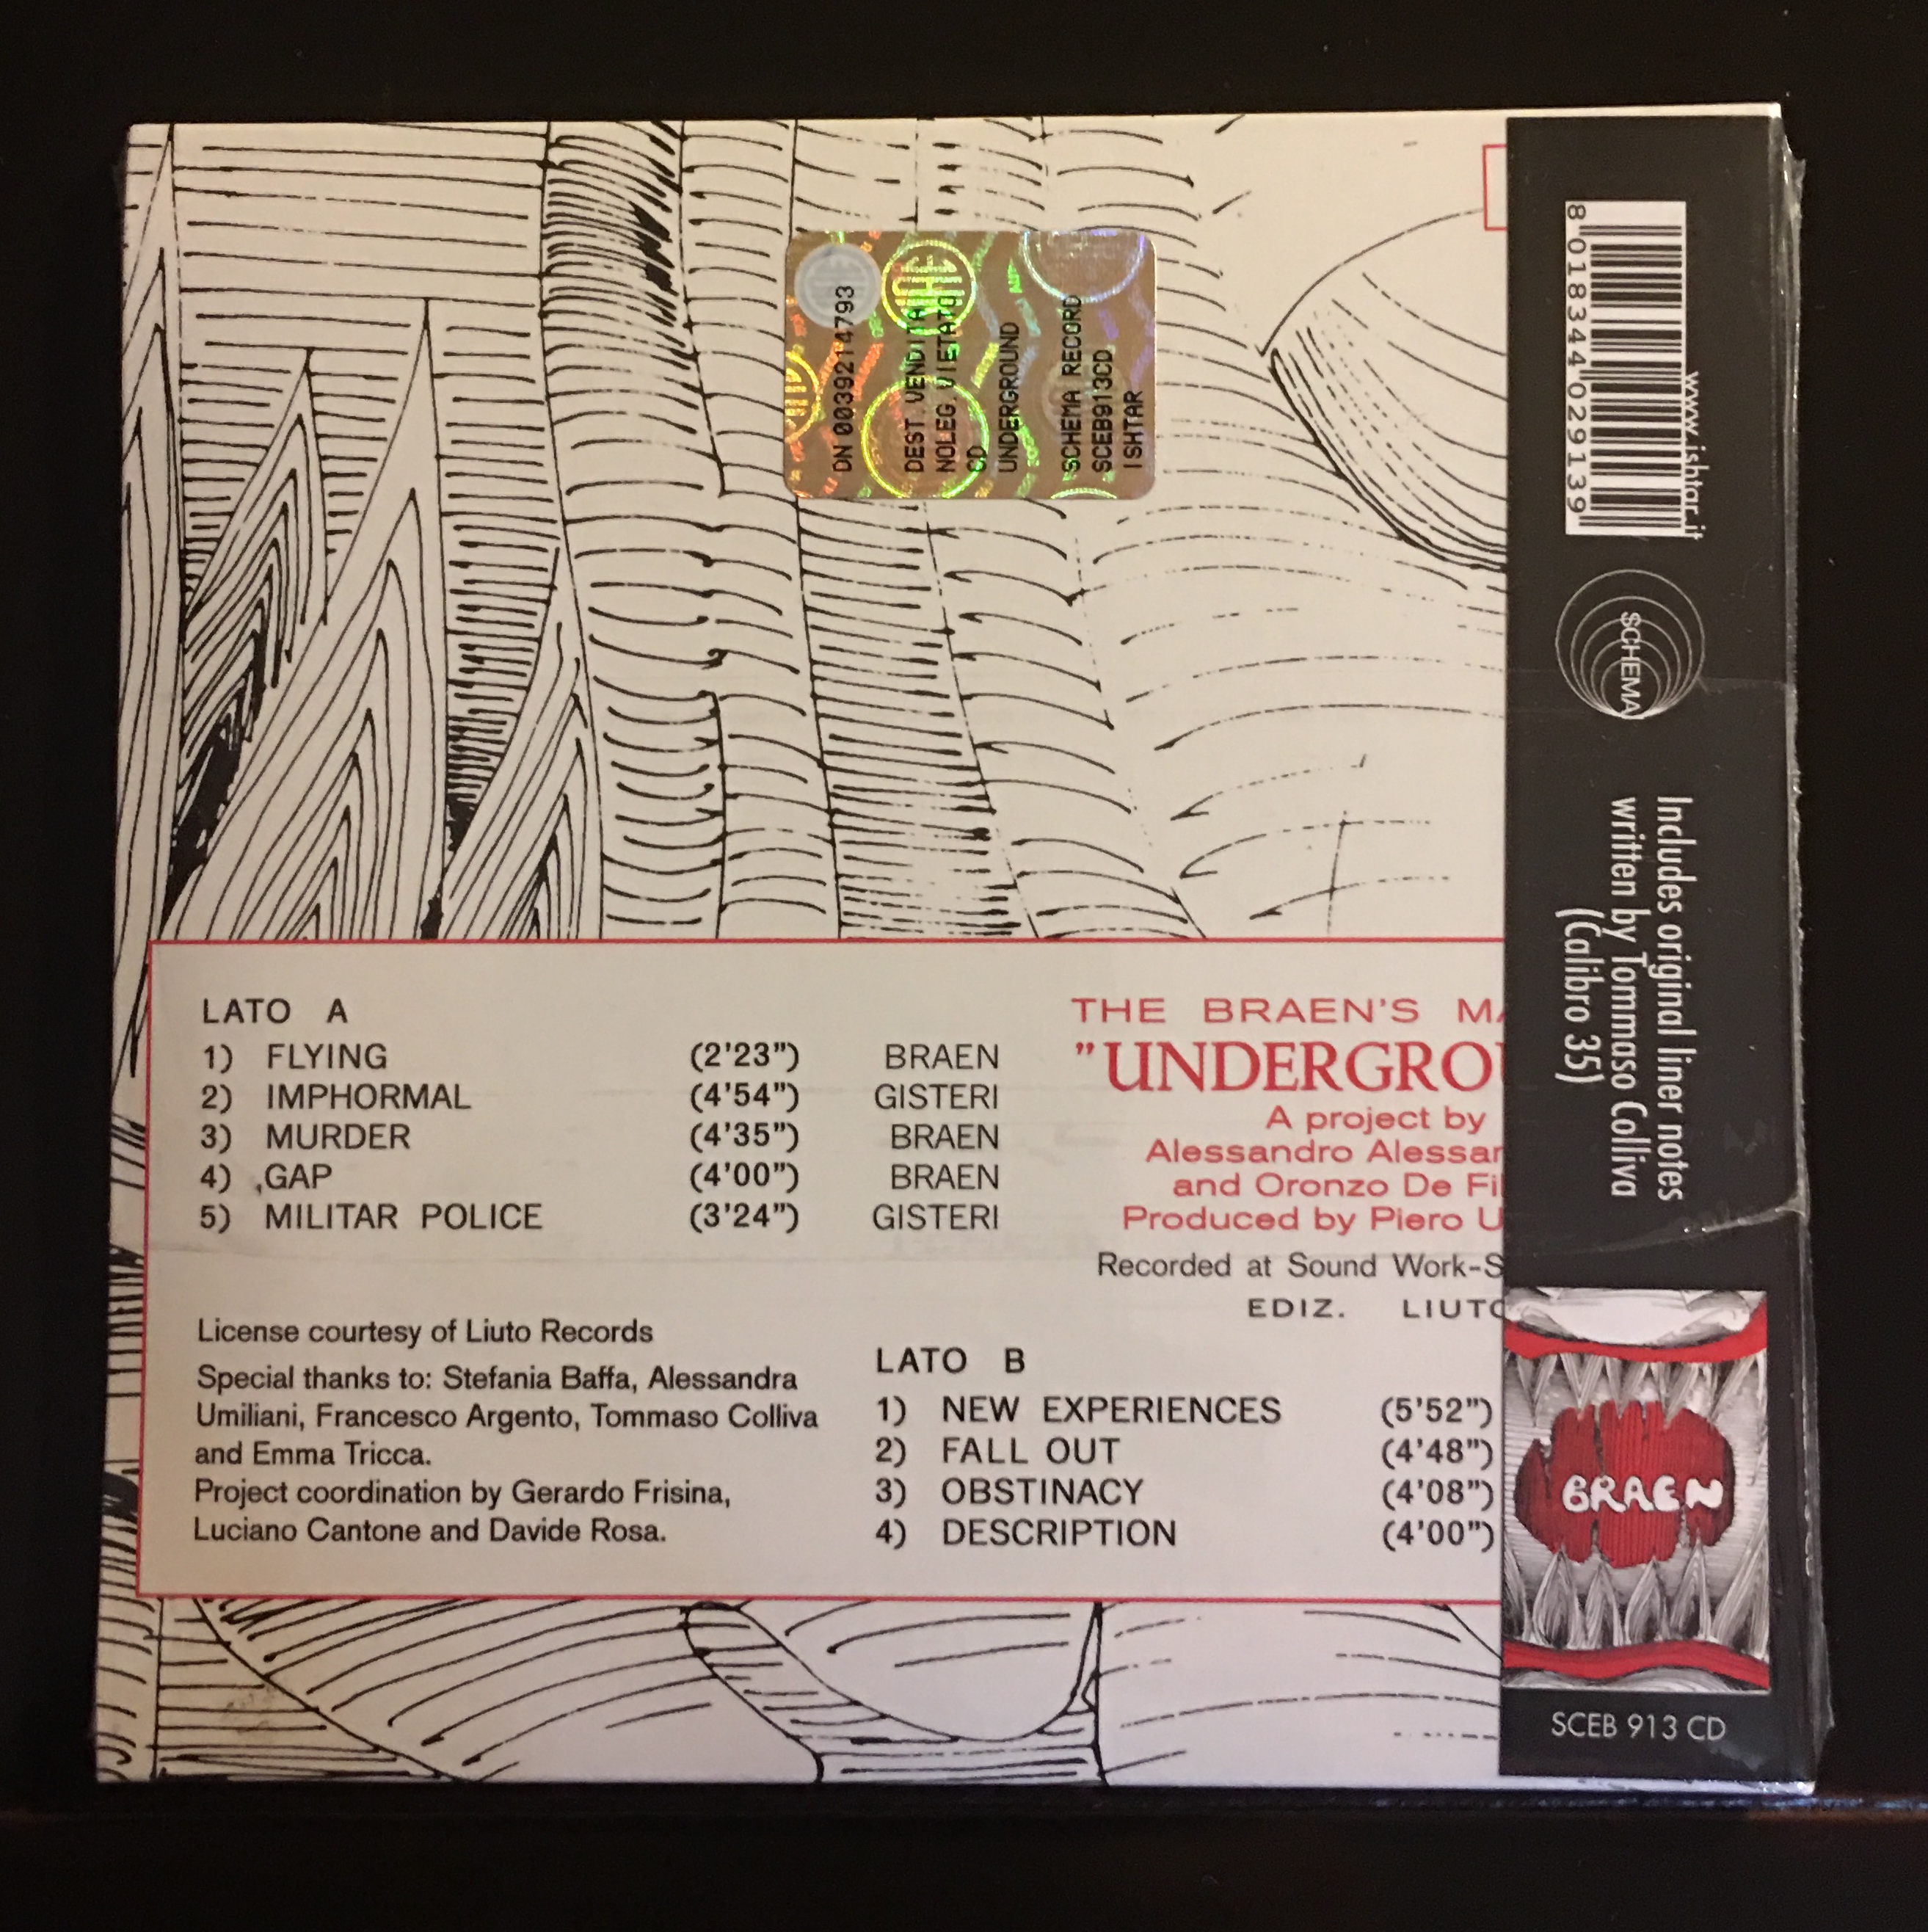 DN 00392147 93
DEST.VENDITA
NOLEG.VIETATO
CD
UNDERGROUND
SCHEMA RECORD
SCEB913CD
ISHTAR
8 018344 029139
www.ishtar.it
SCHEMA
Includes original liner notes
written by Tommaso Colliva
(Calibro 35)
BRAEN
SCEB 913 CD
LATO A
1) FLYING (2'23") BRAEN
2) IMPHORMAL (4'54") GISTERI
3) MURDER (4'35") BRAEN
4) GAP (4'00") BRAEN
5) MILITAR POLICE (3'24") GISTERI
THE BRAEN'S MA
"UNDERGROU
A project by
Alessandro Alessan
and Oronzo De Fil
Produced by Piero U
Recorded at Sound Work-S
EDIZ. LIUTO
License courtesy of Liuto Records
Special thanks to: Stefania Baffa, Alessandra
Umiliani, Francesco Argento, Tommaso Colliva
and Emma Tricca.
Project coordination by Gerardo Frisina,
Luciano Cantone and Davide Rosa.
LATO B
1) NEW EXPERIENCES (5'52")
2) FALL OUT (4'48")
3) OBSTINACY (4'08")
4) DESCRIPTION (4'00")